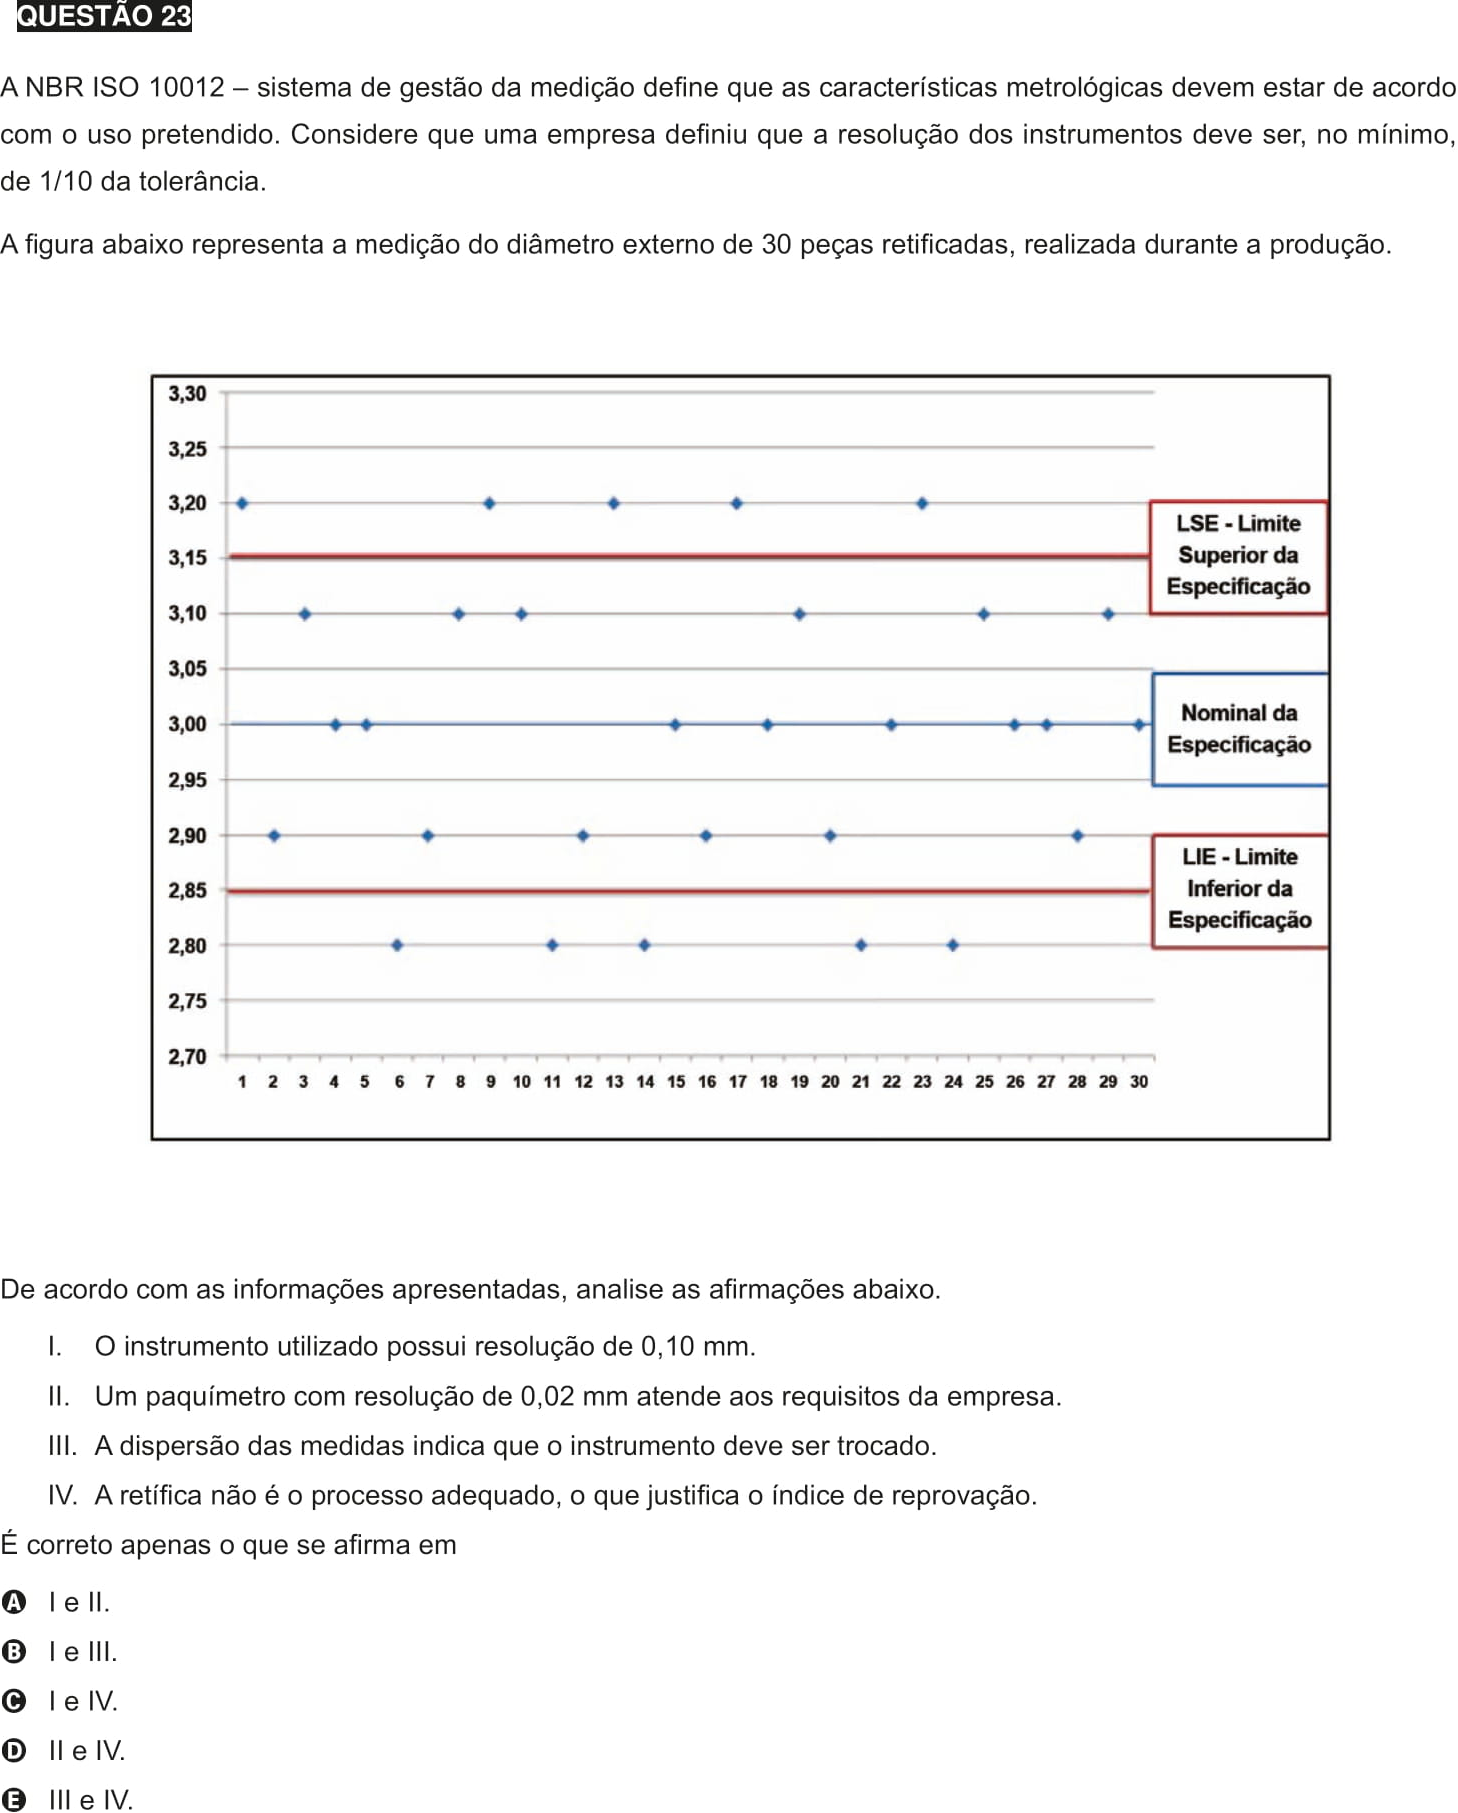 QUESTÃO 23
A NBR ISO 10012 – sistema de gestão da medição define que as características metrológicas devem estar de acordo
com o uso pretendido. Considere que uma empresa definiu que a resolução dos instrumentos deve ser, no mínimo,
de 1/10 da tolerância.
A figura abaixo representa a medição do diâmetro externo de 30 peças retificadas, realizada durante a produção.
3,30
3,25
3,20
LSE - Limite
Superior da
Especificação
3,15
3,10
3,05
3,00
Nominal da
Especificação
2,95
2,90
LIE - Limite
Inferior da
Especificação
2,85
2,80
2,75
2,70
1 2 3 4 5 6 7 8 9 10 11 12 13 14 15 16 17 18 19 20 21 22 23 24 25 26 27 28 29 30
De acordo com as informações apresentadas, analise as afirmações abaixo.
I. O instrumento utilizado possui resolução de 0,10 mm.
II. Um paquímetro com resolução de 0,02 mm atende aos requisitos da empresa.
III. A dispersão das medidas indica que o instrumento deve ser trocado.
IV. A retífica não é o processo adequado, o que justifica o índice de reprovação.
É correto apenas o que se afirma em
A I e II.
B I e III.
C I e IV.
D II e IV.
E III e IV.